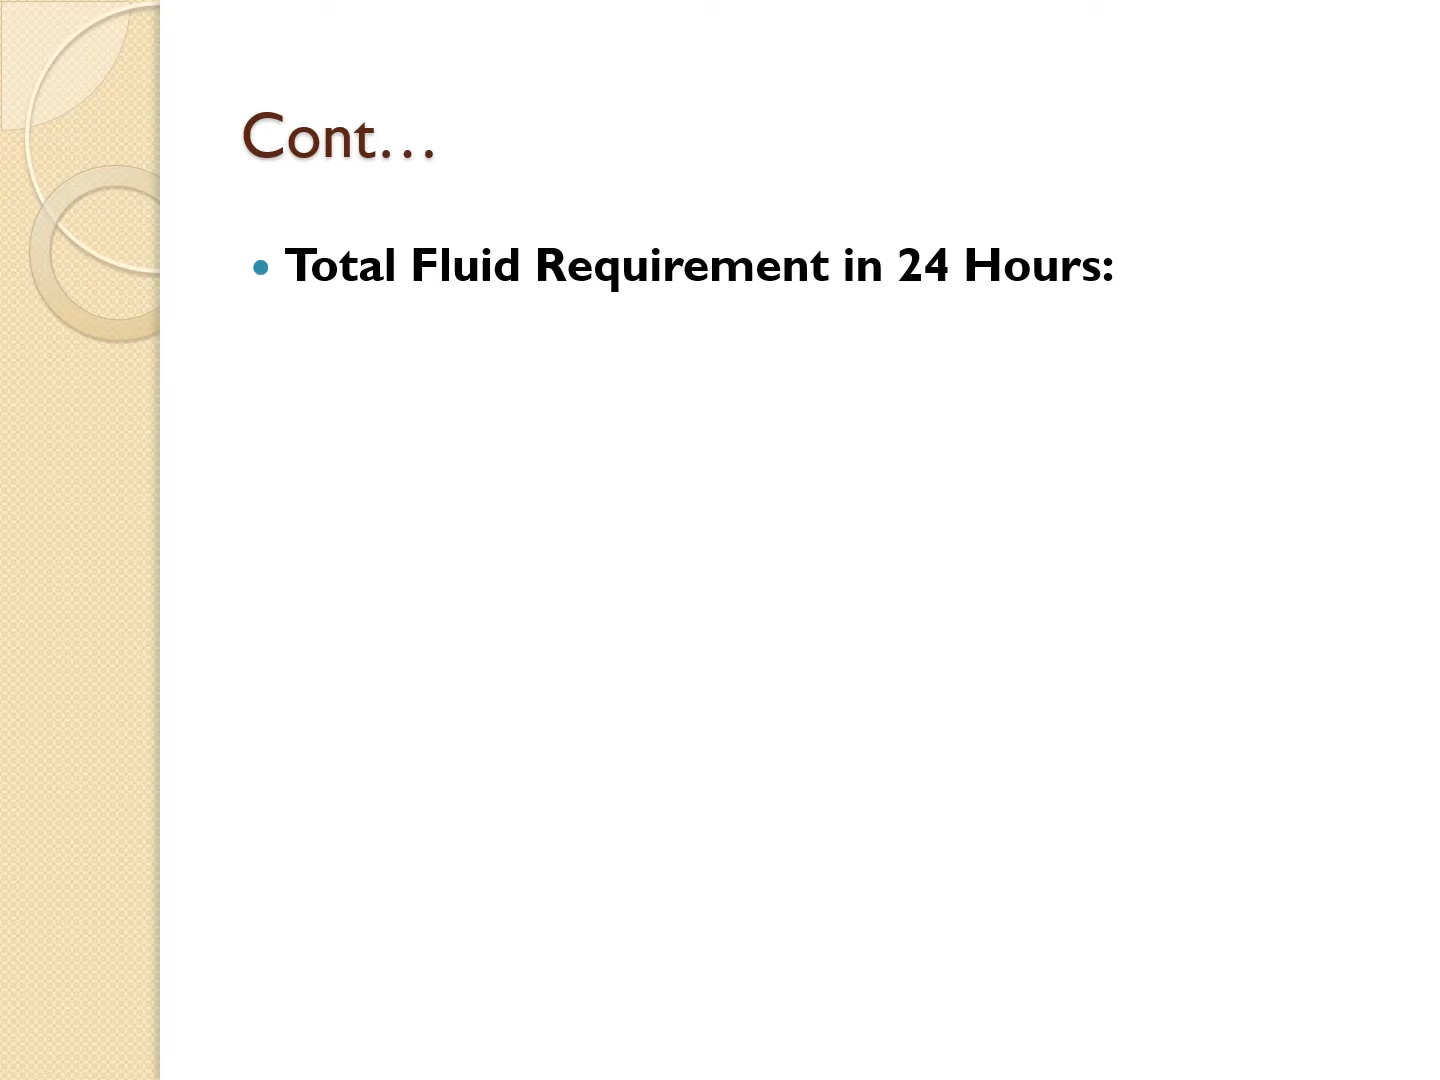 Cont…
• Total Fluid Requirement in 24 Hours: